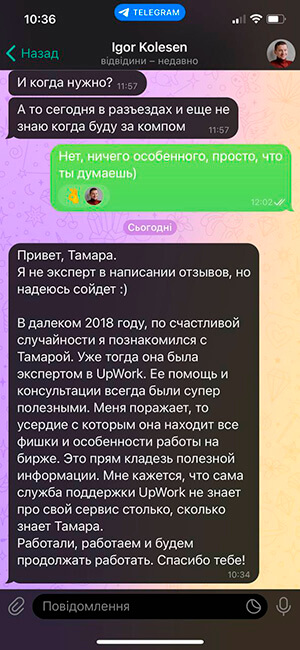 10:36
TELEGRAM
Назад
Igor Kolesen
відвідини – недавно
И когда нужно? 11:57
А то сегодня в разъездах и еще не
знаю когда буду за компом 11:57
Нет, ничего особенного, просто, что
ты думаешь)
12:02
Сьогодні
Привет, Тамара.
Я не эксперт в написании отзывов, но
надеюсь сойдет :)
В далеком 2018 году, по счастливой
случайности я познакомился с
Тамарой. Уже тогда она была
экспертом в UpWork. Ее помощь и
консультации всегда были супер
полезными. Меня поражает, то
усердие с которым она находит все
фишки и особенности работы на
бирже. Это прям кладезь полезной
информации. Мне кажется, что сама
служба поддержки UpWork не знает
про свой сервис столько, сколько
знает Тамара.
Работали, работаем и будем
продолжать работать. Спасибо тебе!
10:34
Повідомлення